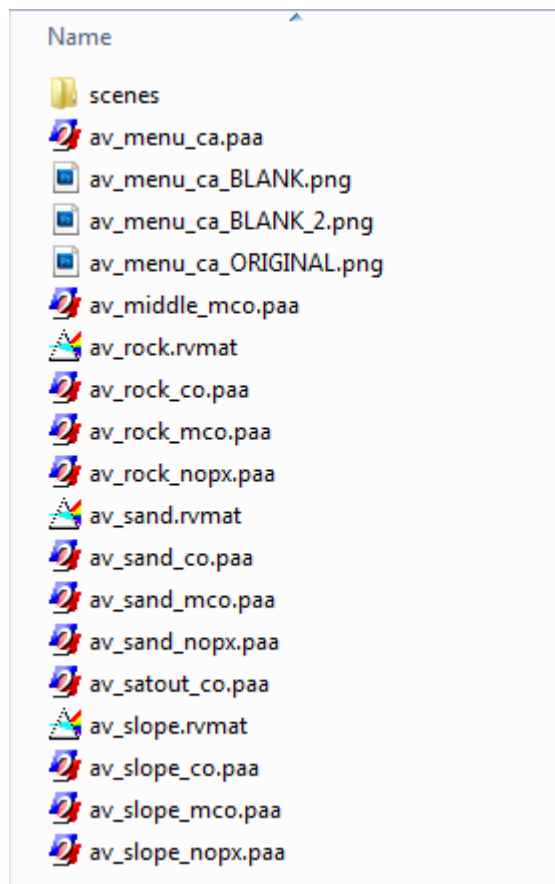 Name
scenes
av_menu_ca.paa
av_menu_ca_BLANK.png
av_menu_ca_BLANK_2.png
av_menu_ca_ORIGINAL.png
av_middle_mco.paa
av_rock.rvmat
av_rock_co.paa
av_rock_mco.paa
av_rock_nopx.paa
av_sand.rvmat
av_sand_co.paa
av_sand_mco.paa
av_sand_nopx.paa
av_satout_co.paa
av_slope.rvmat
av_slope_co.paa
av_slope_mco.paa
av_slope_nopx.paa